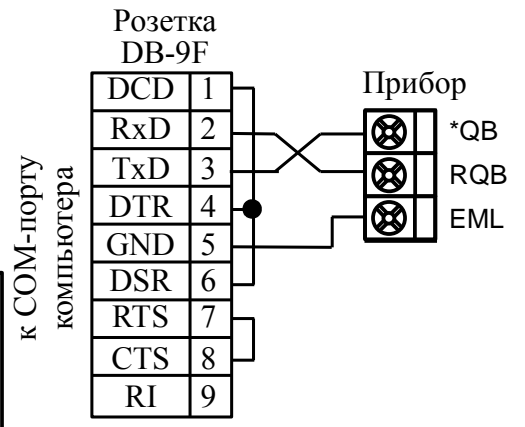 Розетка
DB-9F
Прибор
к COM-порту
компьютера
DCD 1
RxD 2
TxD 3
DTR 4
GND 5
DSR 6
RTS 7
CTS 8
RI 9
*QB
RQB
EML